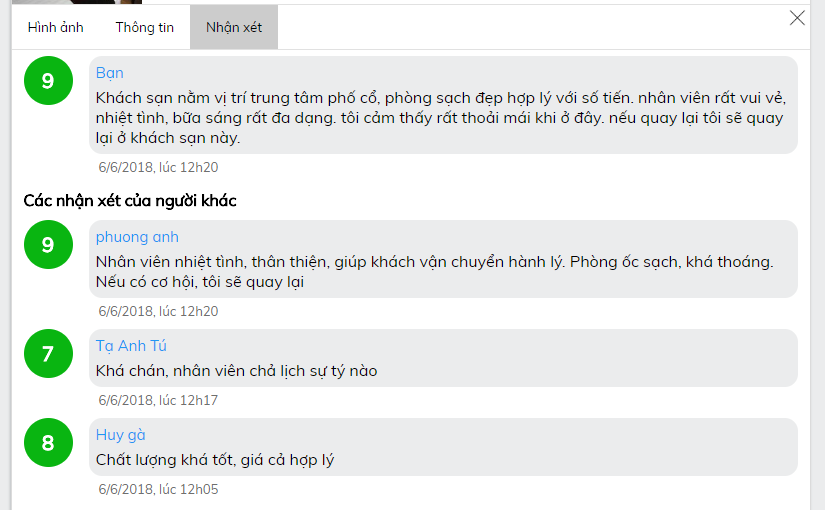 Hình ảnh Thông tin Nhận xét
9
Bạn
Khách sạn nằm vị trí trung tâm phố cổ, phòng sạch đẹp hợp lý với số tiền. nhân viên rất vui vẻ,
nhiệt tình, bữa sáng rất đa dạng. tôi cảm thấy rất thoải mái khi ở đây. nếu quay lại tôi sẽ quay
lại ở khách sạn này.
6/6/2018, lúc 12h20
Các nhận xét của người khác
9
phuong anh
Nhân viên nhiệt tình, thân thiện, giúp khách vận chuyển hành lý. Phòng ốc sạch, khá thoáng.
Nếu có cơ hội, tôi sẽ quay lại
6/6/2018, lúc 12h20
7
Tạ Anh Tú
Khá chán, nhân viên chả lịch sự tý nào
6/6/2018, lúc 12h17
8
Huy gà
Chất lượng khá tốt, giá cả hợp lý
6/6/2018, lúc 12h05